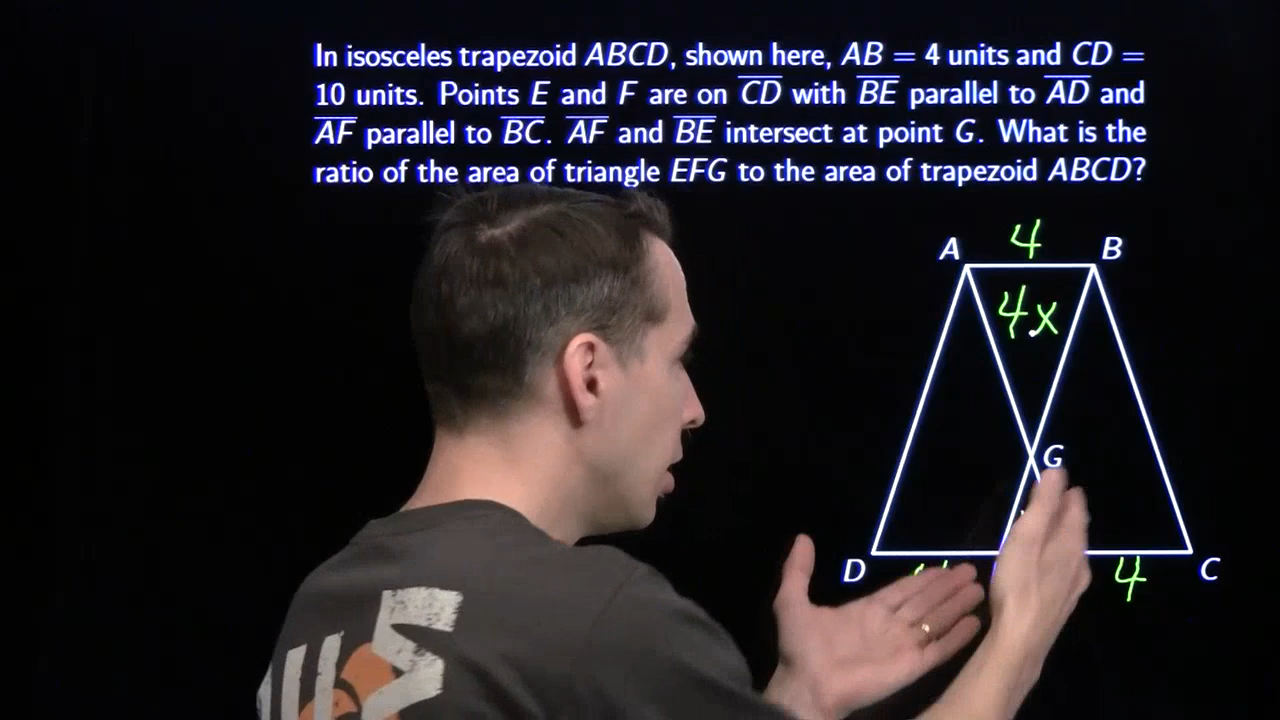 In isosceles trapezoid ABCD, shown here, AB = 4 units and CD =
10 units. Points E and F are on CD with BE parallel to AD and
AF parallel to BC. AF and BE intersect at point G. What is the
ratio of the area of triangle EFG to the area of trapezoid ABCD?
4
A B
4x
G
D C
4